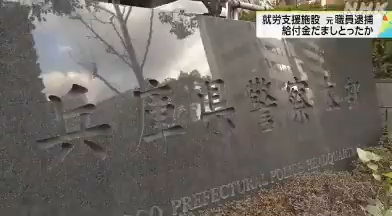 NHK
就労支援施設 元職員逮捕
給付金だましとったか
兵庫県警察本部
HYOGO PREFECTURAL POLICE HEADQUARTERS